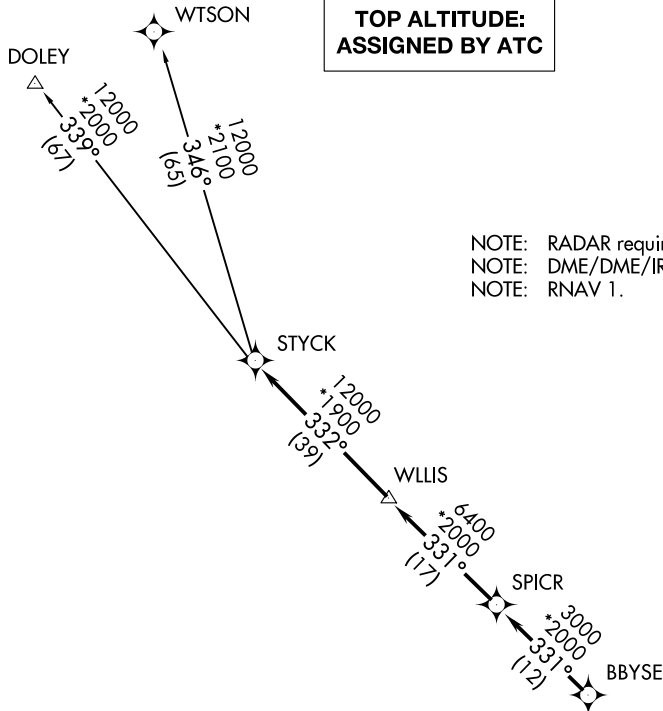 TOP ALTITUDE:
ASSIGNED BY ATC
WTSON
DOLEY
12000
*2000
339°
(67)
12000
*2100
346°
(65)
NOTE: RADAR requir
NOTE: DME/DME/IR
NOTE: RNAV 1.
STYCK
12000
*1900
332°
(39)
WLLIS
6400
*2000
331°
(17)
SPICR
3000
*2000
331°
(12)
BBYSE